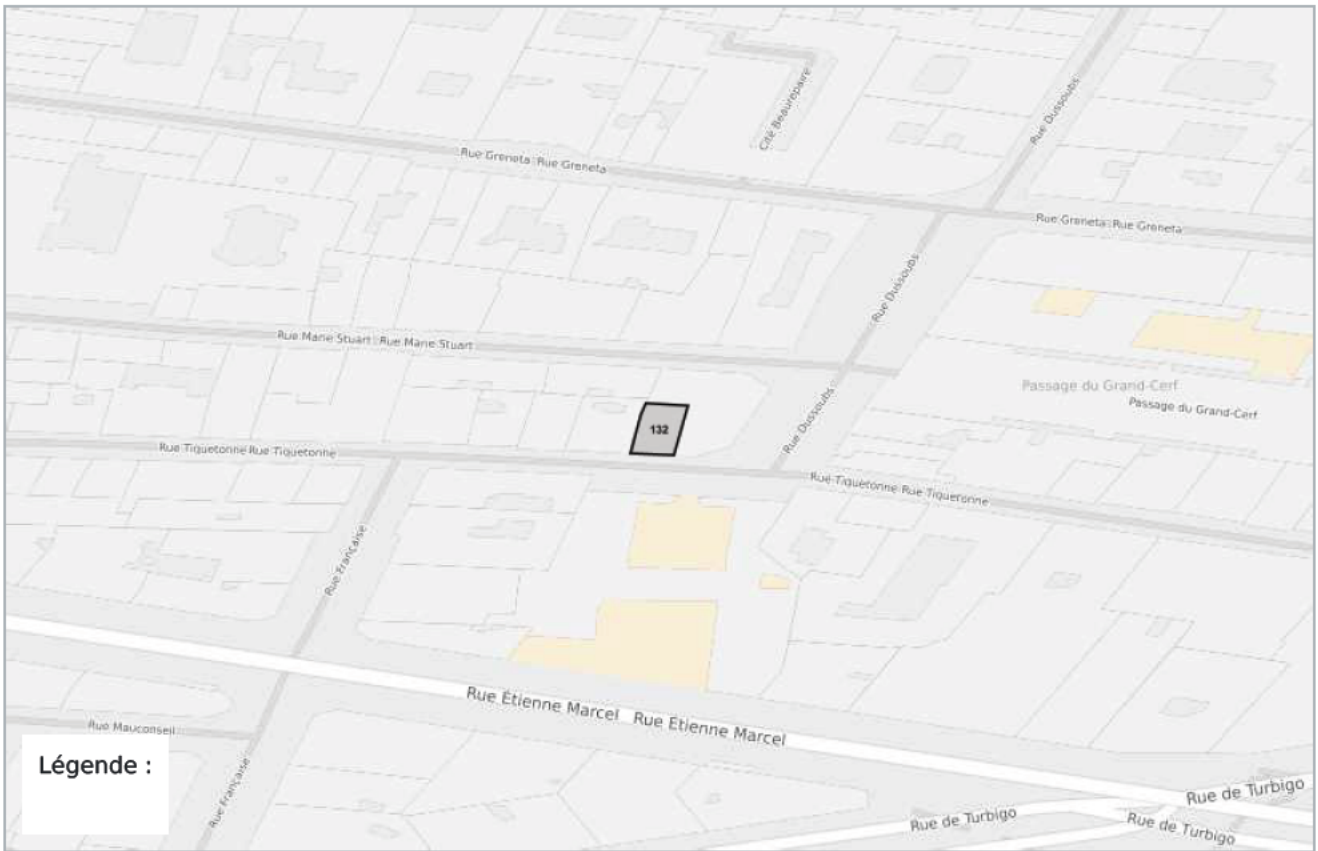 Cité Beaurepaire
Rue Dussoubs
Rue Greneta Rue Greneta
Rue Greneta Rue Greneta
Rue Dussoubs
Rue Marie Stuart Rue Marie Stuart
Passage du Grand-Cerf
Passage du Grand-Cerf
Rue Dussoubs
132
Rue Tiquetonne Rue Tiquetonne
Rue Tiquetonne Rue Tiquetonne
Rue Française
Rue Étienne Marcel Rue Étienne Marcel
Rue Mauconseil
Légende :
Rue Française
Rue de Turbigo
Rue de Turbigo
Rue de Turbigo